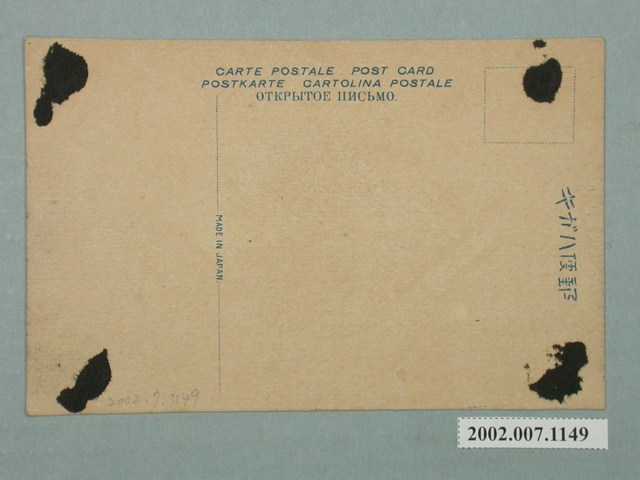 CARTE POSTALE POST CARD
POSTKARTE CARTOLINA POSTALE
ОТКРЫТОЕ ПИСЬМО.
MADE IN JAPAN.
キガハ便郵
2002.7.1149
2002.007.1149